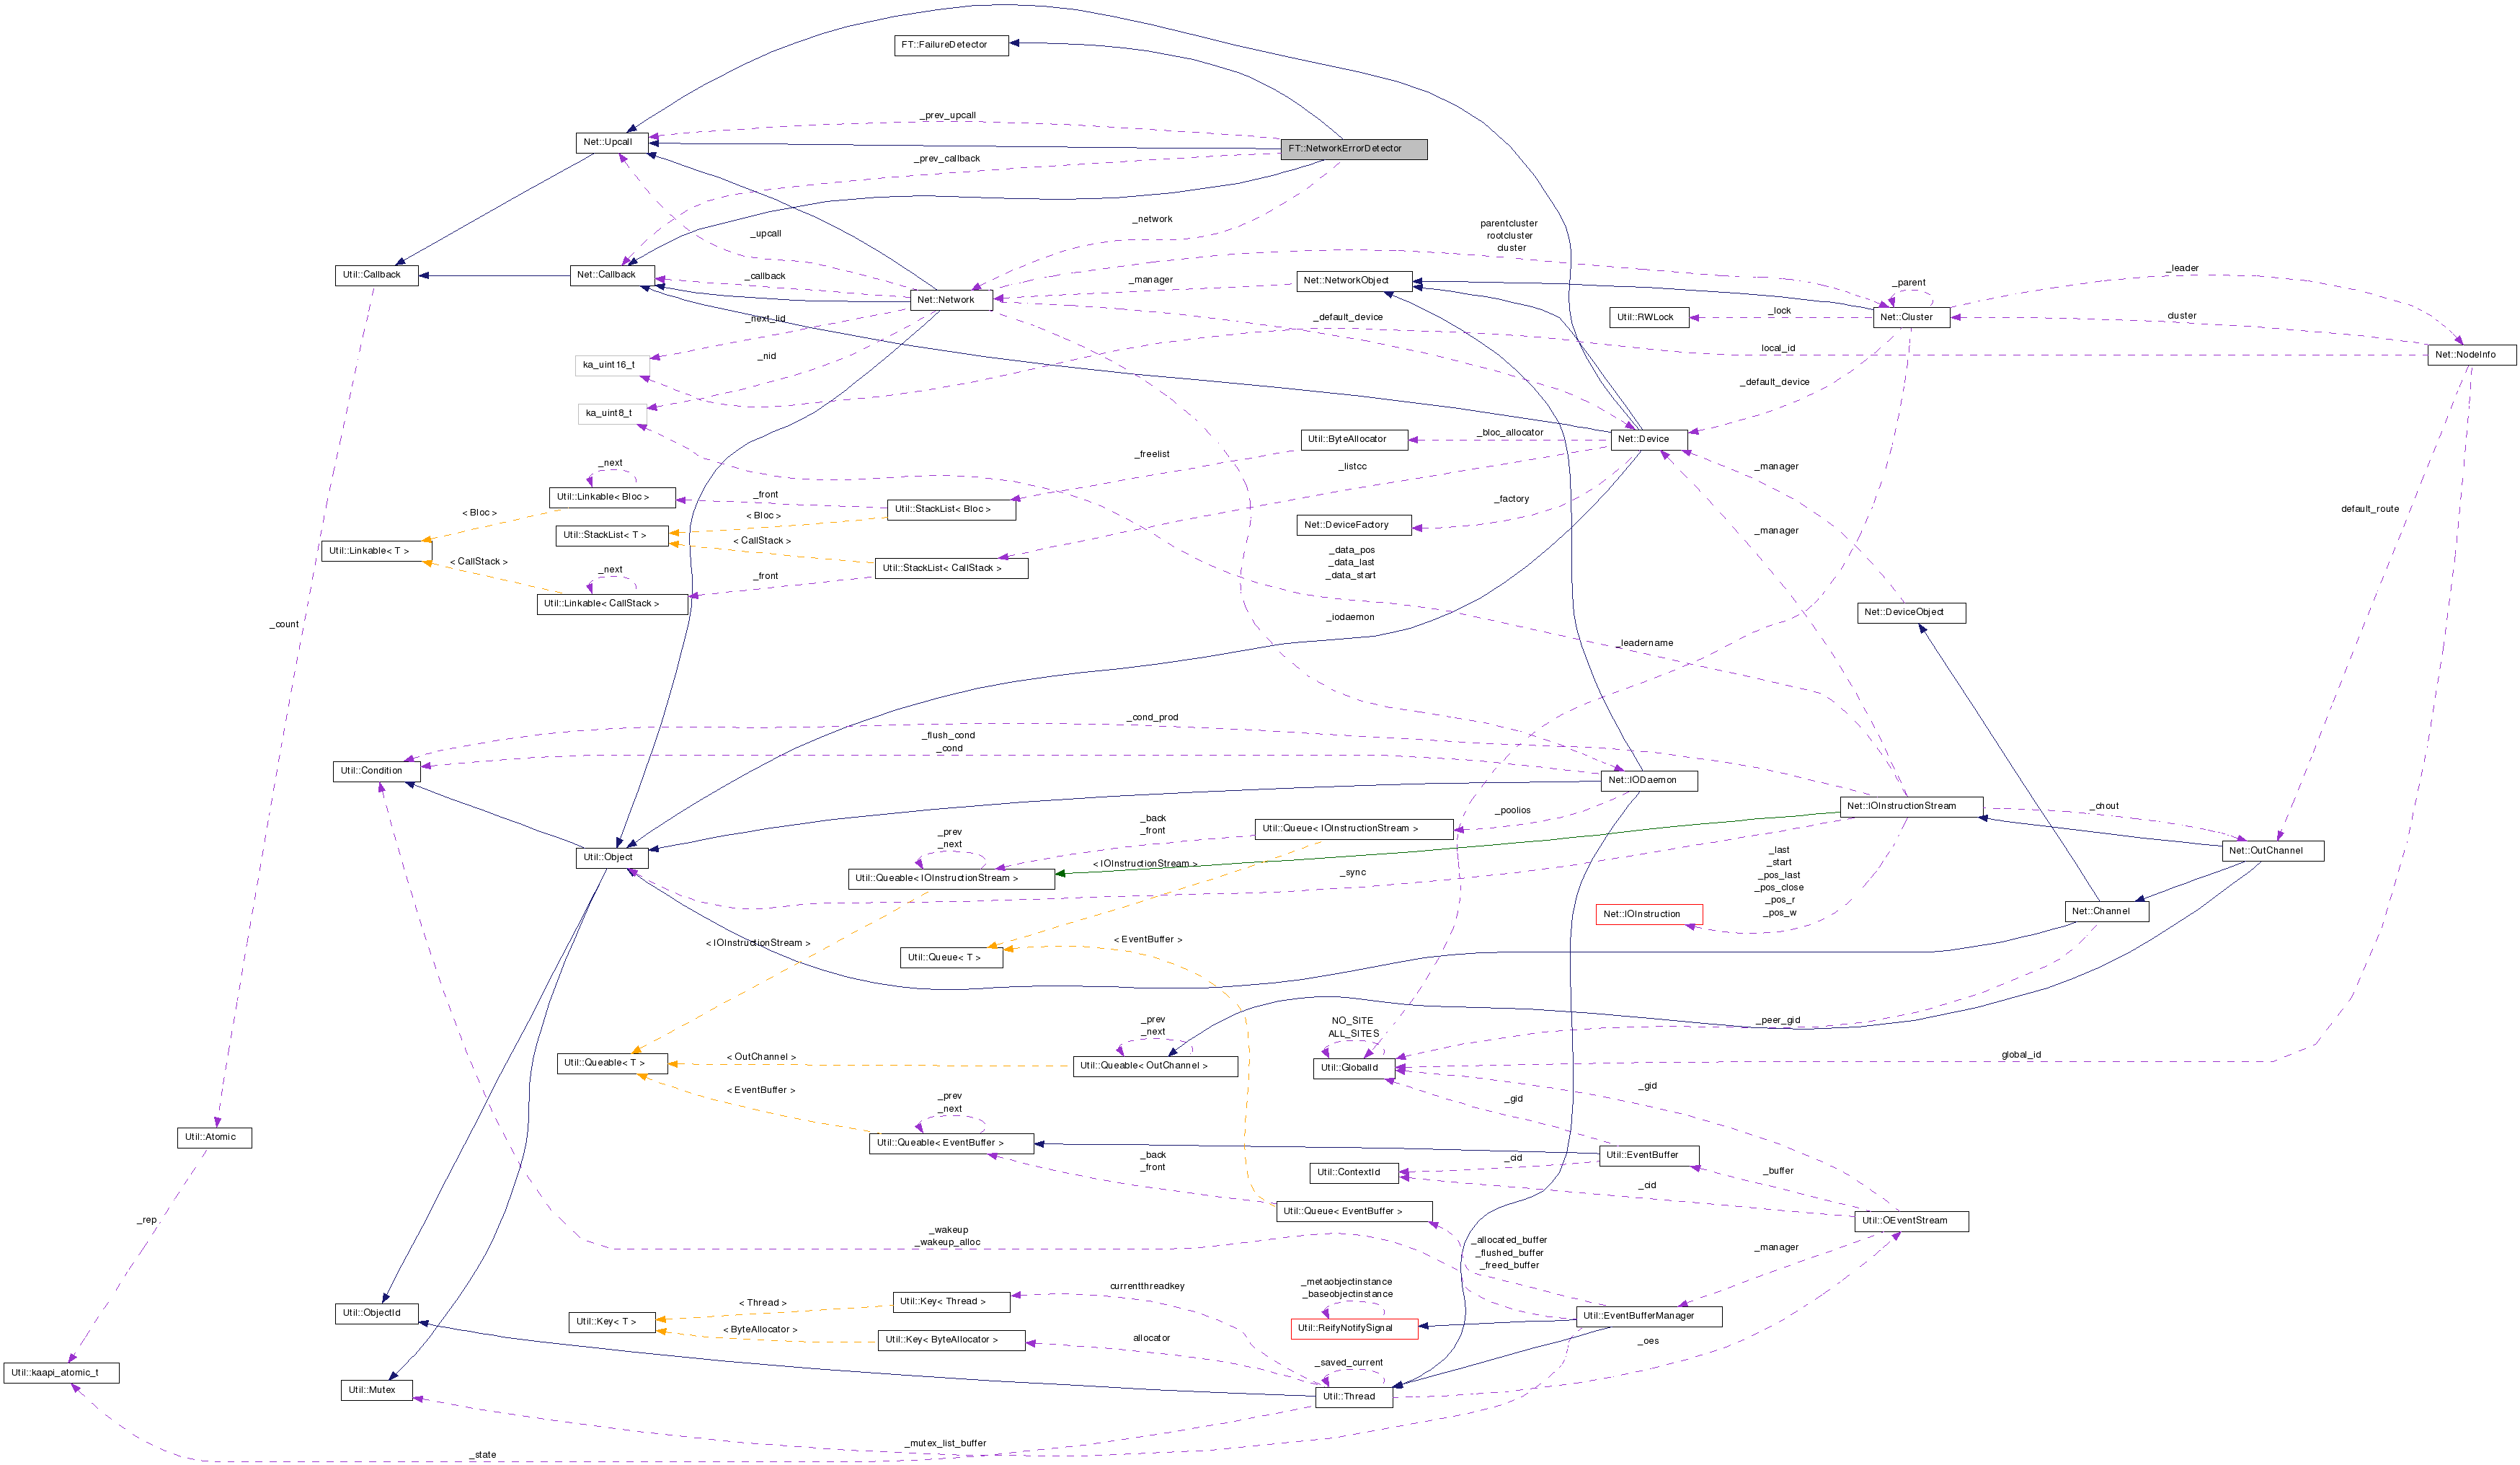 FT::FailureDetector
_prev_upcall
Net::Upcall
FT::NetworkErrorDetector
_prev_callback
_network
_upcall
parentcluster
rootcluster
cluster
Util::Callback
Net::Callback
_callback
_manager
Net::NetworkObject
_leader
_parent
Net::Network
_next_lid
_default_device
Util::RWLock
_lock
Net::Cluster
cluster
_nid
local_id
Net::NodeInfo
ka_uint16_t
_default_device
ka_uint8_t
_freelist
Util::ByteAllocator
_bloc_allocator
Net::Device
_next
_listcc
_manager
Util::Linkable< Bloc >
_front
_factory
< Bloc >
Util::StackList< Bloc >
< Bloc >
Util::StackList< T >
Net::DeviceFactory
default_route
_manager
Util::Linkable< T >
< CallStack >
_data_pos
_data_last
_data_start
< CallStack >
_next
_front
Util::StackList< CallStack >
Util::Linkable< CallStack >
_count
_iodaemon
Net::DeviceObject
_leadername
_cond_prod
_flush_cond
_cond
Util::Condition
Net::IODaemon
_poolios
Net::IOInstructionStream
_chout
_back
_front
Util::Queue< IOInstructionStream >
_prev
_next
Util::Object
< IOInstructionStream >
_last
_start
_pos_last
_pos_close
_pos_r
_pos_w
Net::OutChannel
Util::Queable< IOInstructionStream >
_sync
Net::IOInstruction
Net::Channel
< IOInstructionStream >
< EventBuffer >
Util::Queue< T >
_prev
_next
NO_SITE
ALL_SITES
_peer_gid
global_id
Util::Queable< T >
< OutChannel >
Util::Queable< OutChannel >
Util::GlobalId
< EventBuffer >
_prev
_next
_gid
_gid
Util::Atomic
Util::Queable< EventBuffer >
_back
_front
Util::EventBuffer
_cid
Util::ContextId
_buffer
_cid
_rep
Util::Queue< EventBuffer >
Util::OEventStream
_wakeup
_wakeup_alloc
_allocated_buffer
_flushed_buffer
_freed_buffer
_manager
currentthreadkey
_metaobjectinstance
_baseobjectinstance
Util::ObjectId
< Thread >
Util::Key< Thread >
Util::Key< T >
< ByteAllocator >
Util::Key< ByteAllocator >
allocator
Util::ReifyNotifySignal
Util::EventBufferManager
_oes
Util::kaapi_atomic_t
_saved_current
Util::Mutex
Util::Thread
_mutex_list_buffer
_state